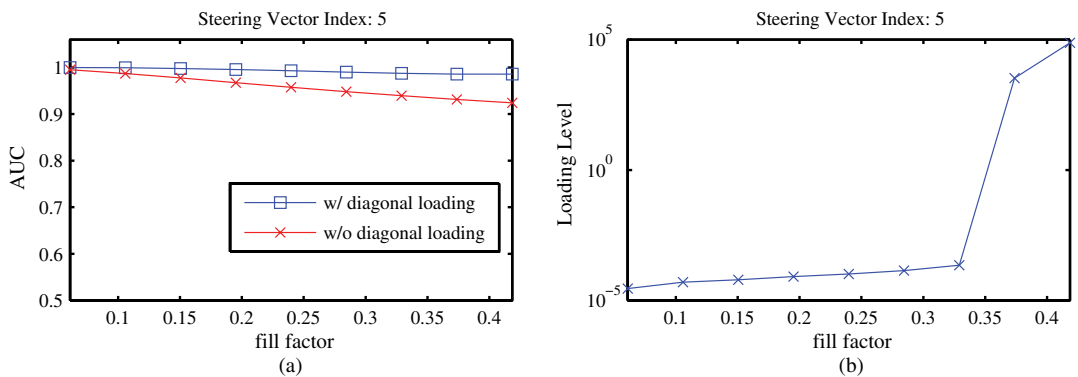 Steering Vector Index: 5
1
0.9
0.8
0.7
0.6
0.5
AUC
w/ diagonal loading
w/o diagonal loading
0.1 0.15 0.2 0.25 0.3 0.35 0.4
fill factor
(a)
Steering Vector Index: 5
10^5
10^0
10^-5
Loading Level
0.1 0.15 0.2 0.25 0.3 0.35 0.4
fill factor
(b)